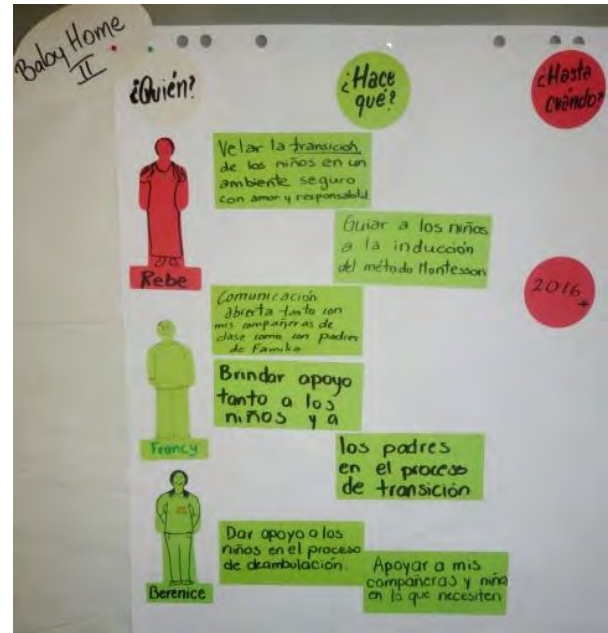 Baby Home
II
¿Quién?
¿Hace
qué?
¿Hasta
cuándo?
Velar la transición
de los niños en un
ambiente seguro
con amor y responsabilid
Guiar a los niños
a la inducción
del método Montessori
Rebe
2016
Comunicación
abierta tanto con
mis compañeras de
clase como con padres
de Familia
Brindar apoyo
tanto a los
niños y a
Francy
los padres
en el proceso
de transición
Dar apoyo a los
niños en el proceso
de deambulación.
Apoyar a mis
compañeras y niños
en lo que necesiten
Berenice